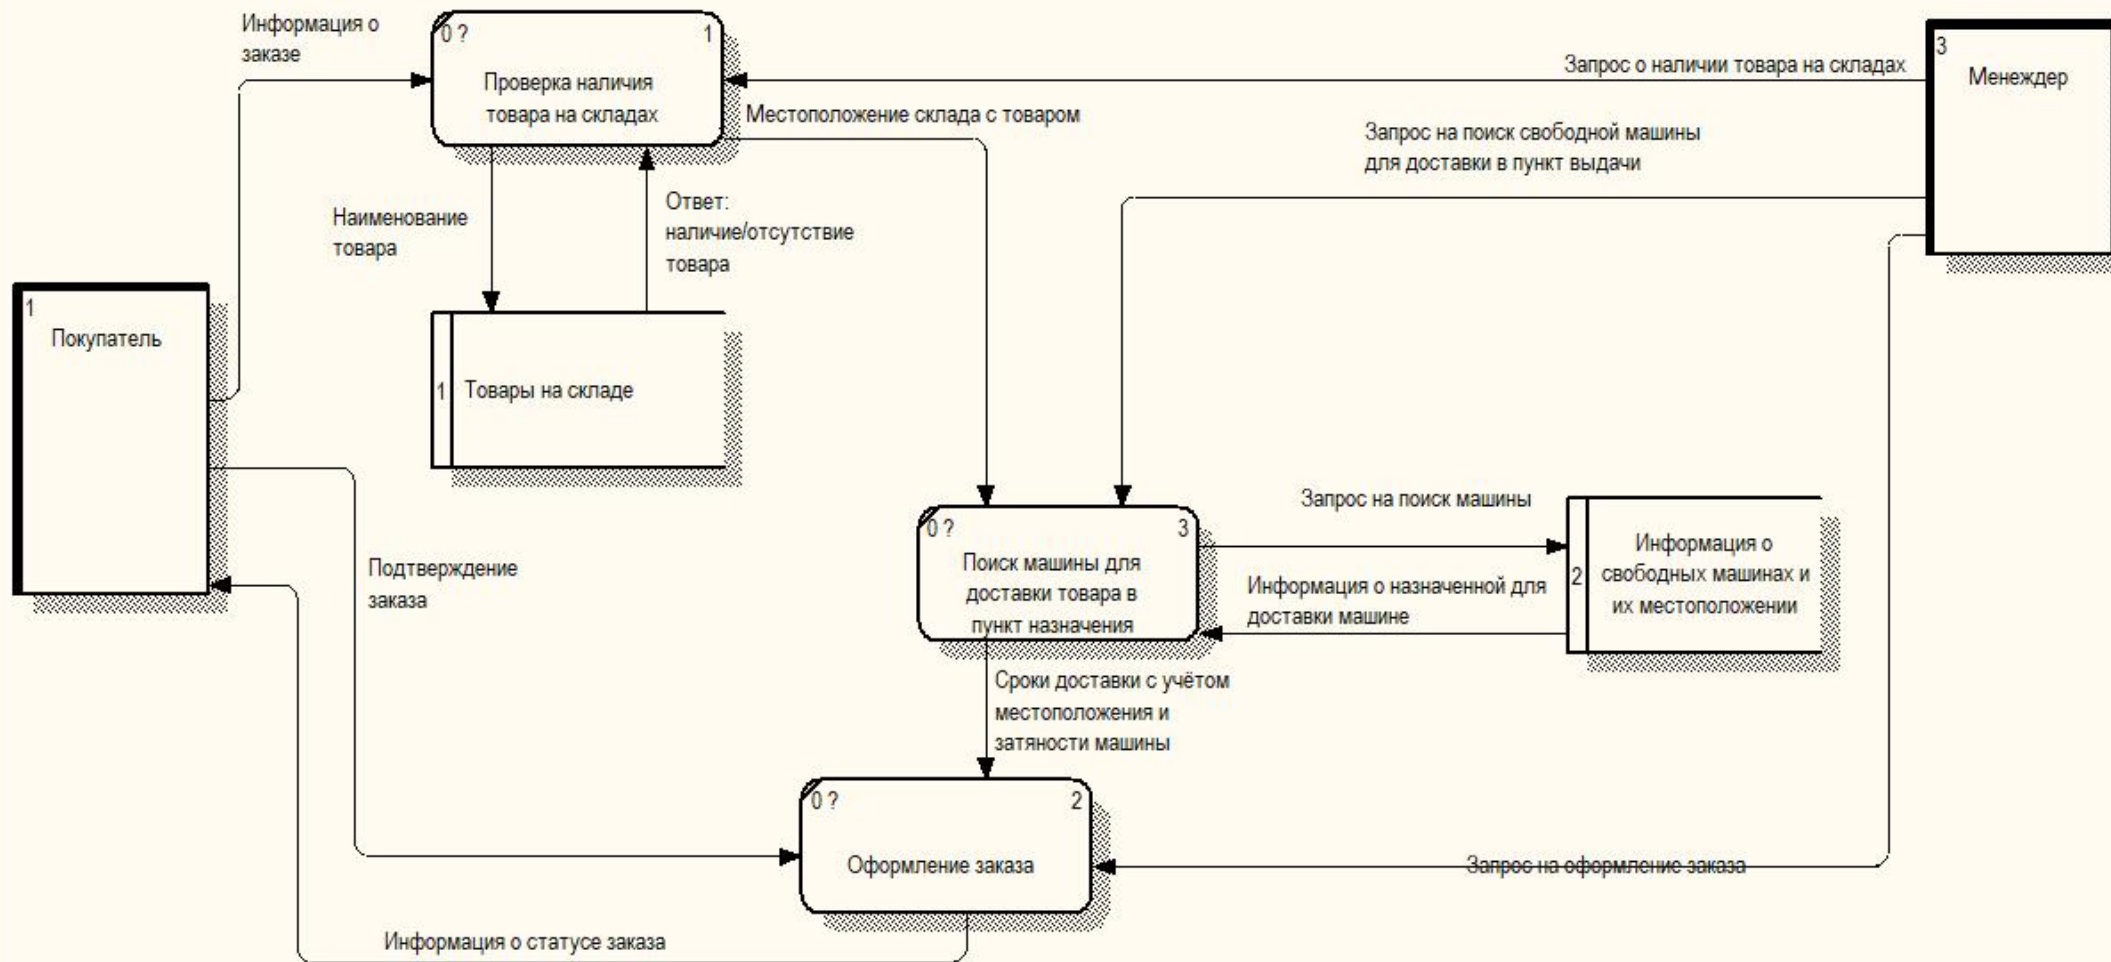 Информация о
заказе
0 ?
1
Проверка наличия
товара на складах
Запрос о наличии товара на складах
3
Менеждер
Местоположение склада с товаром
Запрос на поиск свободной машины
для доставки в пункт выдачи
Наименование
товара
Ответ:
наличие/отсутствие
товара
1
Покупатель
1
Товары на складе
Запрос на поиск машины
0 ?
3
Поиск машины для
доставки товара в
пункт назначения
Информация о назначенной для
доставки машине
2
Информация о
свободных машинах и
их местоположении
Подтверждение
заказа
Сроки доставки с учётом
местоположения и
затяности машины
0 ?
2
Оформление заказа
Запрос на оформление заказа
Информация о статусе заказа